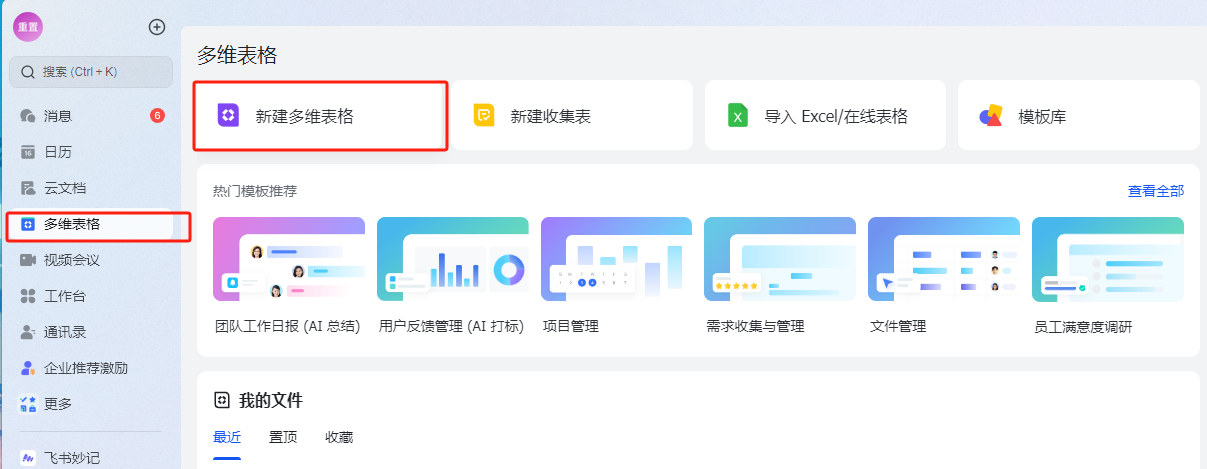 重置
搜索 (Ctrl + K)
消息
6
日历
云文档
多维表格
视频会议
工作台
通讯录
企业推荐激励
更多
飞书妙记
多维表格
新建多维表格
新建收集表
导入 Excel/在线表格
模板库
热门模板推荐
查看全部
团队工作日报 (AI 总结)
用户反馈管理 (AI 打标)
项目管理
需求收集与管理
文件管理
员工满意度调研
我的文件
最近
置顶
收藏